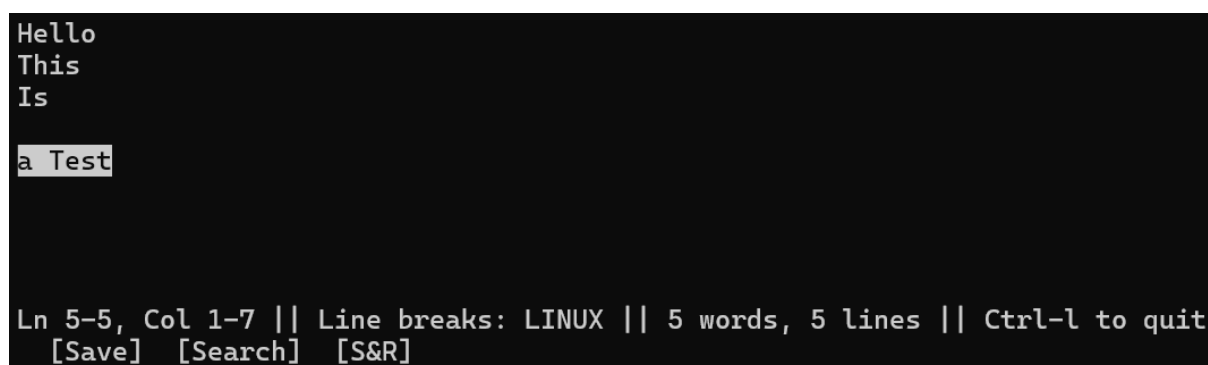 Hello
This
Is
a Test
Ln 5-5, Col 1-7 || Line breaks: LINUX || 5 words, 5 lines || Ctrl-l to quit
[Save] [Search] [S&R]